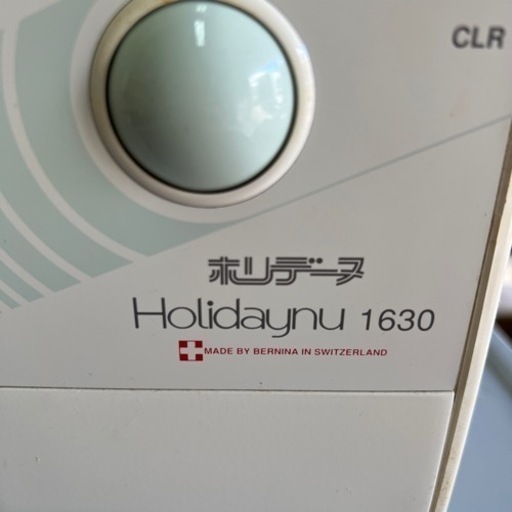 CLR
ホリデーヌ
Holidaynu 1630
MADE BY BERNINA IN SWITZERLAND